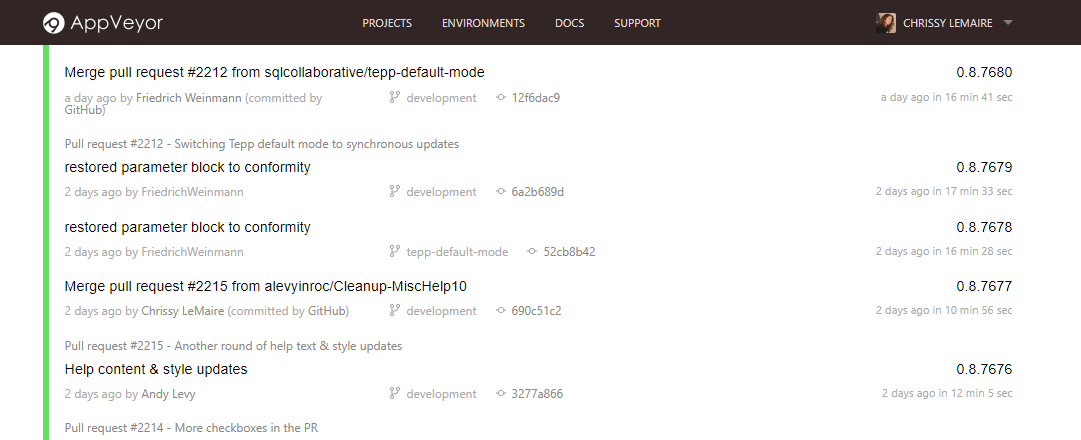 AppVeyor PROJECTS ENVIRONMENTS DOCS SUPPORT CHRISSY LEMAIRE
Merge pull request #2212 from sqlcollaborative/tepp-default-mode 0.8.7680
a day ago by Friedrich Weinmann (committed by GitHub) development 12f6dac9 a day ago in 16 min 41 sec
Pull request #2212 - Switching Tepp default mode to synchronous updates
restored parameter block to conformity 0.8.7679
2 days ago by FriedrichWeinmann development 6a2b689d 2 days ago in 17 min 33 sec
restored parameter block to conformity 0.8.7678
2 days ago by FriedrichWeinmann tepp-default-mode 52cb8b42 2 days ago in 16 min 28 sec
Merge pull request #2215 from alevyinroc/Cleanup-MiscHelp10 0.8.7677
2 days ago by Chrissy LeMaire (committed by GitHub) development 690c51c2 2 days ago in 10 min 56 sec
Pull request #2215 - Another round of help text & style updates
Help content & style updates 0.8.7676
2 days ago by Andy Levy development 3277a866 2 days ago in 12 min 5 sec
Pull request #2214 - More checkboxes in the PR